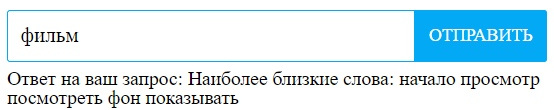 фильм ОТПРАВИТЬ
Ответ на ваш запрос: Наиболее близкие слова: начало просмотр
посмотреть фон показывать